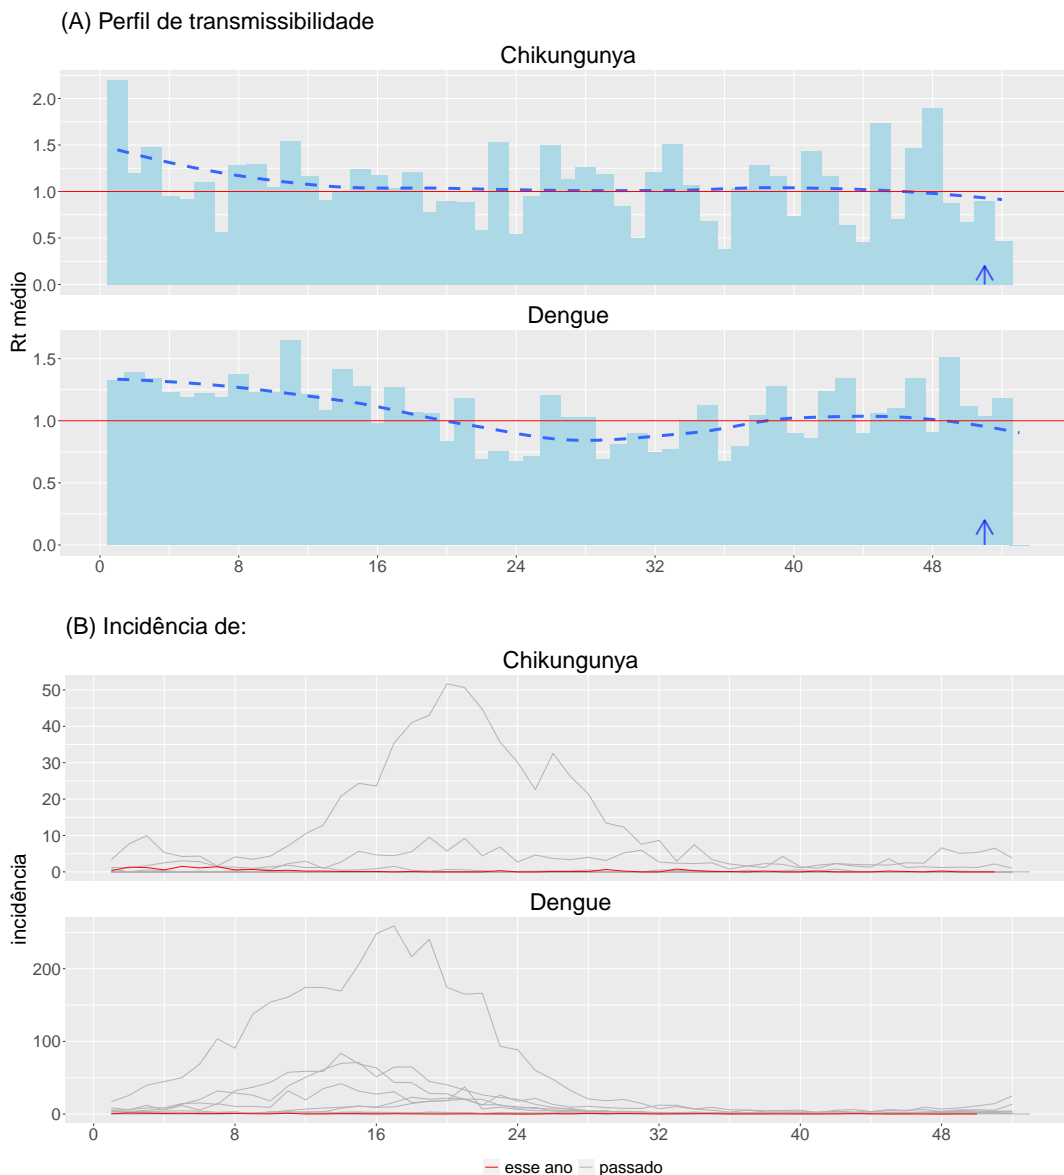 (A) Perfil de transmissibilidade
Chikungunya
2.0
1.5
1.0
0.5
0.0
Rt médio
Dengue
1.5
1.0
0.5
0.0
0 8 16 24 32 40 48
(B) Incidência de:
Chikungunya
50
40
30
20
10
0
incidência
Dengue
200
100
0
0 8 16 24 32 40 48
esse ano passado